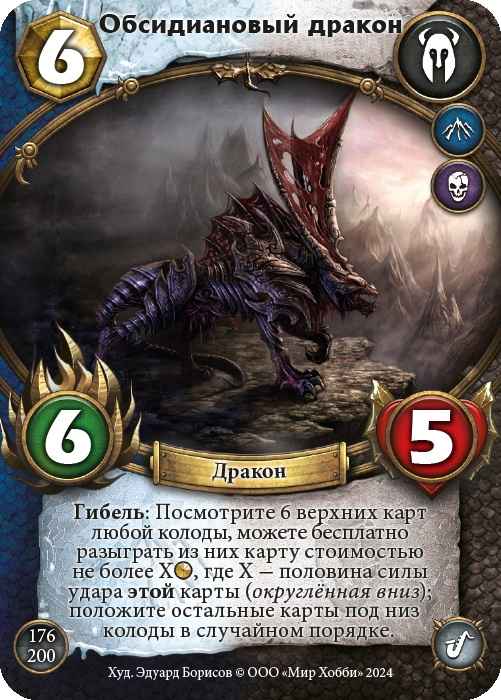 Обсидиановый дракон
6
6
5
Дракон
Гибель: Посмотрите 6 верхних карт
любой колоды, можете бесплатно
разыграть из них карту стоимостью
не более X, где X — половина силы
удара этой карты (округлённая вниз);
положите остальные карты под низ
колоды в случайном порядке.
176
200
Худ. Эдуард Борисов © ООО «Мир Хобби» 2024